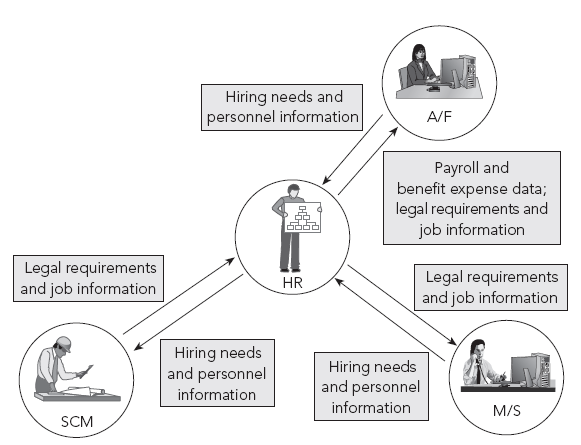 Hiring needs and
personnel information
A/F
Payroll and
benefit expense data;
legal requirements and
job information
HR
Legal requirements
and job information
Legal requirements
and job information
Hiring needs
and personnel
information
Hiring needs
and personnel
information
SCM
M/S